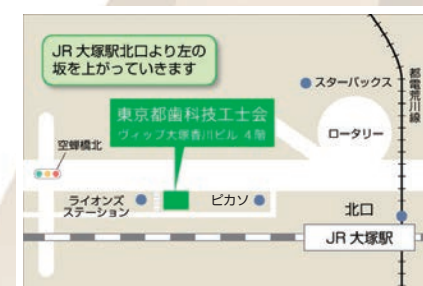 JR 大塚駅北口より左の
坂を上がっていきます
東京都歯科技工士会
ヴィップ大塚香川ビル 4階
スターバックス
都電荒川線
ロータリー
空蝉橋北
ライオンズ
ステーション
ピカソ
北口
JR 大塚駅